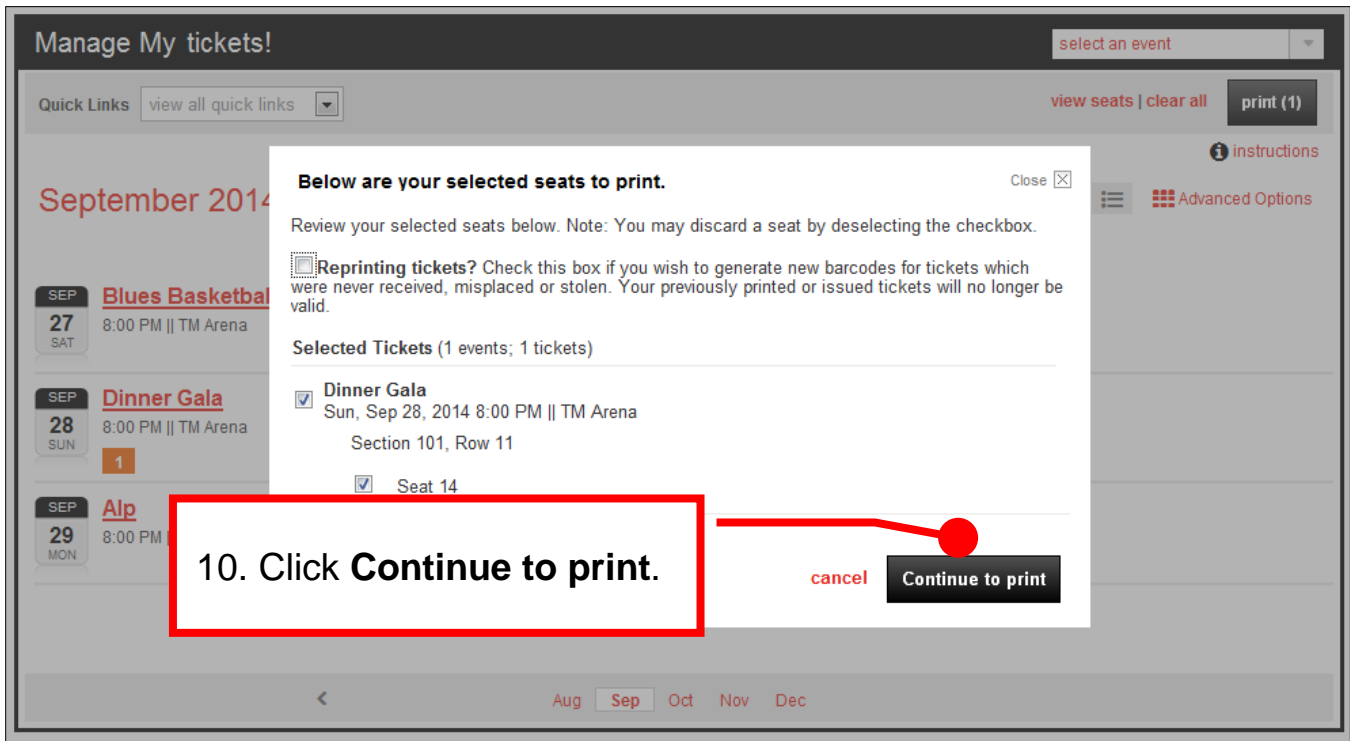 Manage My tickets!
select an event
Quick Links view all quick links
view seats | clear all print (1)
instructions
September 2014
Advanced Options
Below are your selected seats to print.
Close
Review your selected seats below. Note: You may discard a seat by deselecting the checkbox.
Reprinting tickets? Check this box if you wish to generate new barcodes for tickets which
were never received, misplaced or stolen. Your previously printed or issued tickets will no longer be
valid.
Selected Tickets (1 events; 1 tickets)
Dinner Gala
Sun, Sep 28, 2014 8:00 PM || TM Arena
Section 101, Row 11
Seat 14
cancel Continue to print
10. Click Continue to print.
SEP
27
SAT
Blues Basketbal
8:00 PM || TM Arena
SEP
28
SUN
Dinner Gala
8:00 PM || TM Arena
1
SEP
29
MON
Alp
8:00 PM
Aug Sep Oct Nov Dec